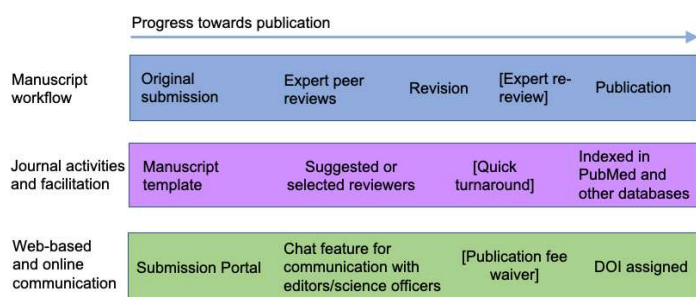 Progress towards publication
Manuscript
workflow
Original
submission
Expert peer
reviews
Revision
[Expert re-
review]
Publication
Journal activities
and facilitation
Manuscript
template
Suggested or
selected reviewers
[Quick
turnaround]
Indexed in
PubMed and
other databases
Web-based
and online
communication
Submission Portal
Chat feature for
communication with
editors/science officers
[Publication fee
waiver]
DOI assigned